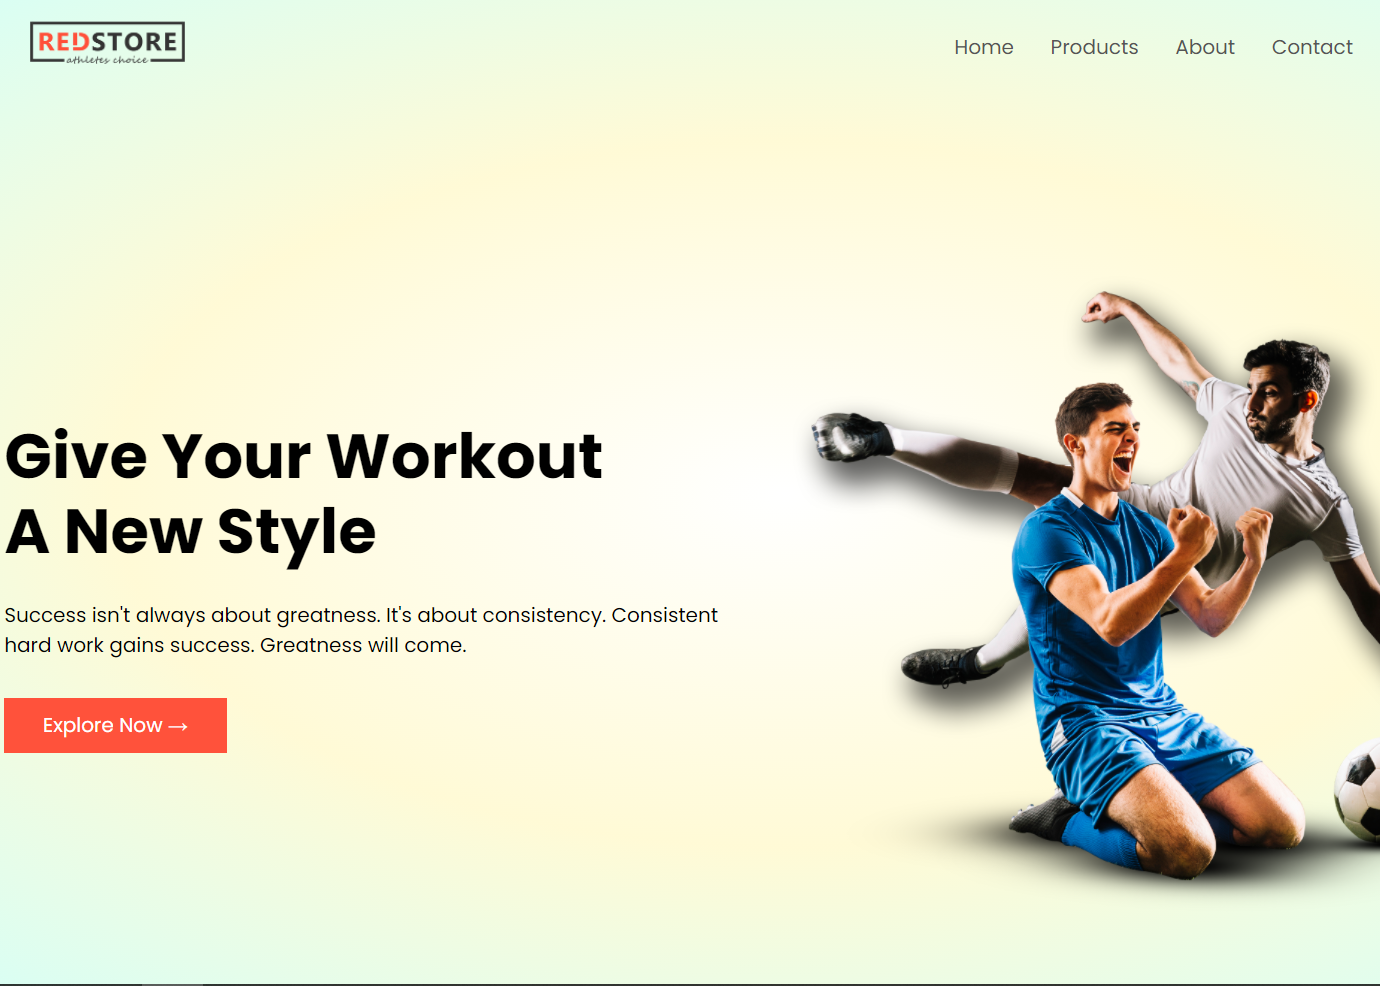 REDSTORE
athletes choice
Home Products About Contact
Give Your Workout
A New Style
Success isn't always about greatness. It's about consistency. Consistent
hard work gains success. Greatness will come.
Explore Now →